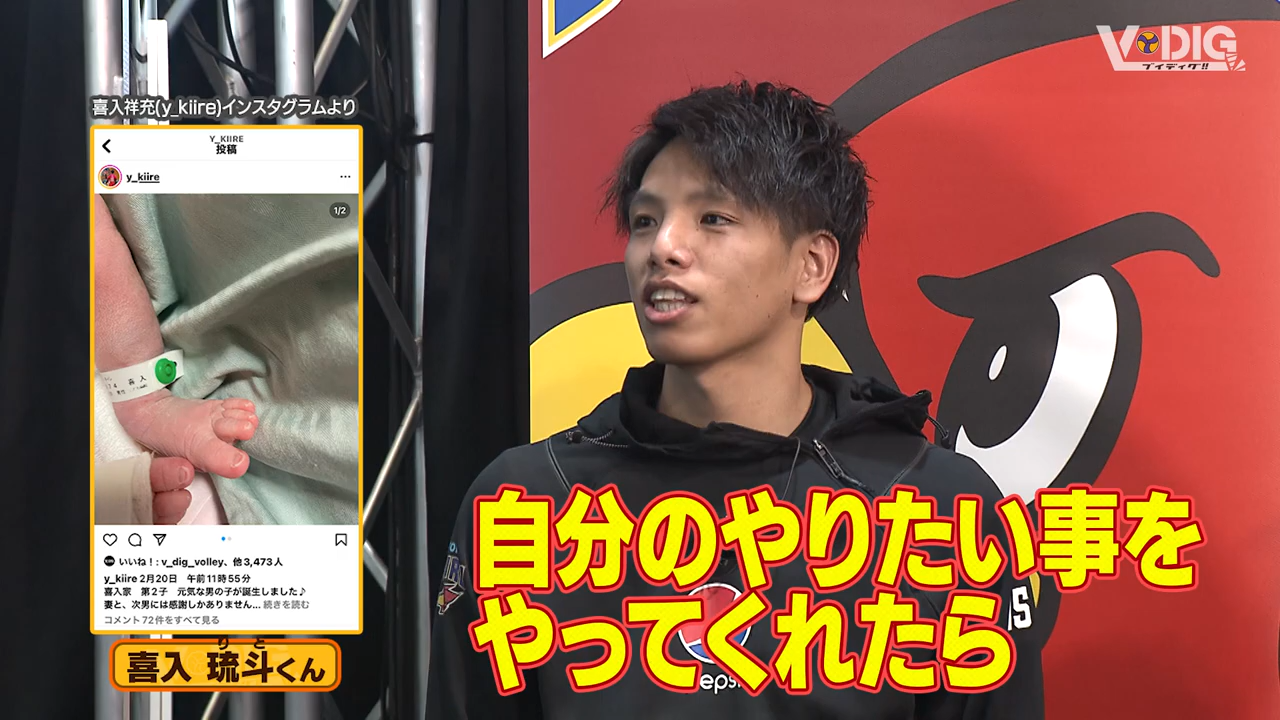 V•DIG
ブイディグ!!
喜入祥充(y_kiire)インスタグラムより
Y_KIIRE
投稿
y_kiire
1/2
喜 入
いいね！: v_dig_volley、他3,473人
y_kiire 2月20日　午前11時55分
喜入家　第2子　元気な男の子が誕生しました♪
妻と、次男には感謝しかありません... 続きを読む
コメント72件をすべて見る
りと
喜入 琉斗くん
自分のやりたい事を
やってくれたら
pepsi